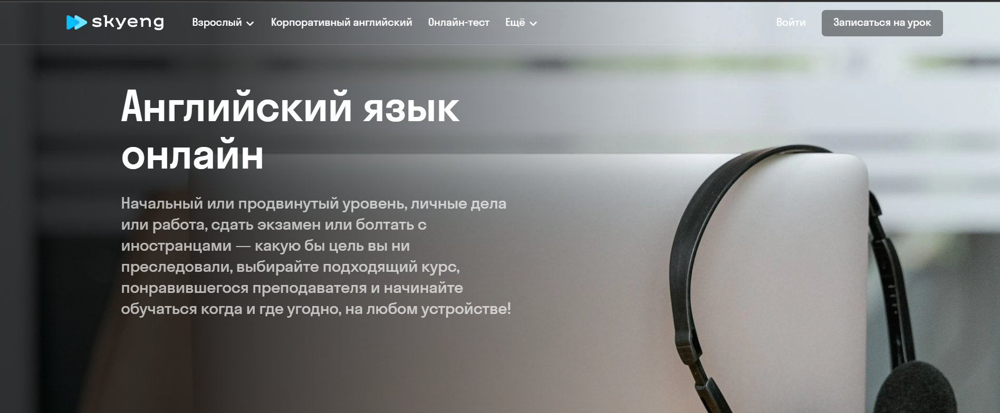 skyeng Взрослый Корпоративный английский Онлайн-тест Ещё Войти Записаться на урок
Английский язык
онлайн
Начальный или продвинутый уровень, личные дела
или работа, сдать экзамен или болтать с
иностранцами — какую бы цель вы ни
преследовали, выбирайте подходящий курс,
понравившегося преподавателя и начинайте
обучаться когда и где угодно, на любом устройстве!